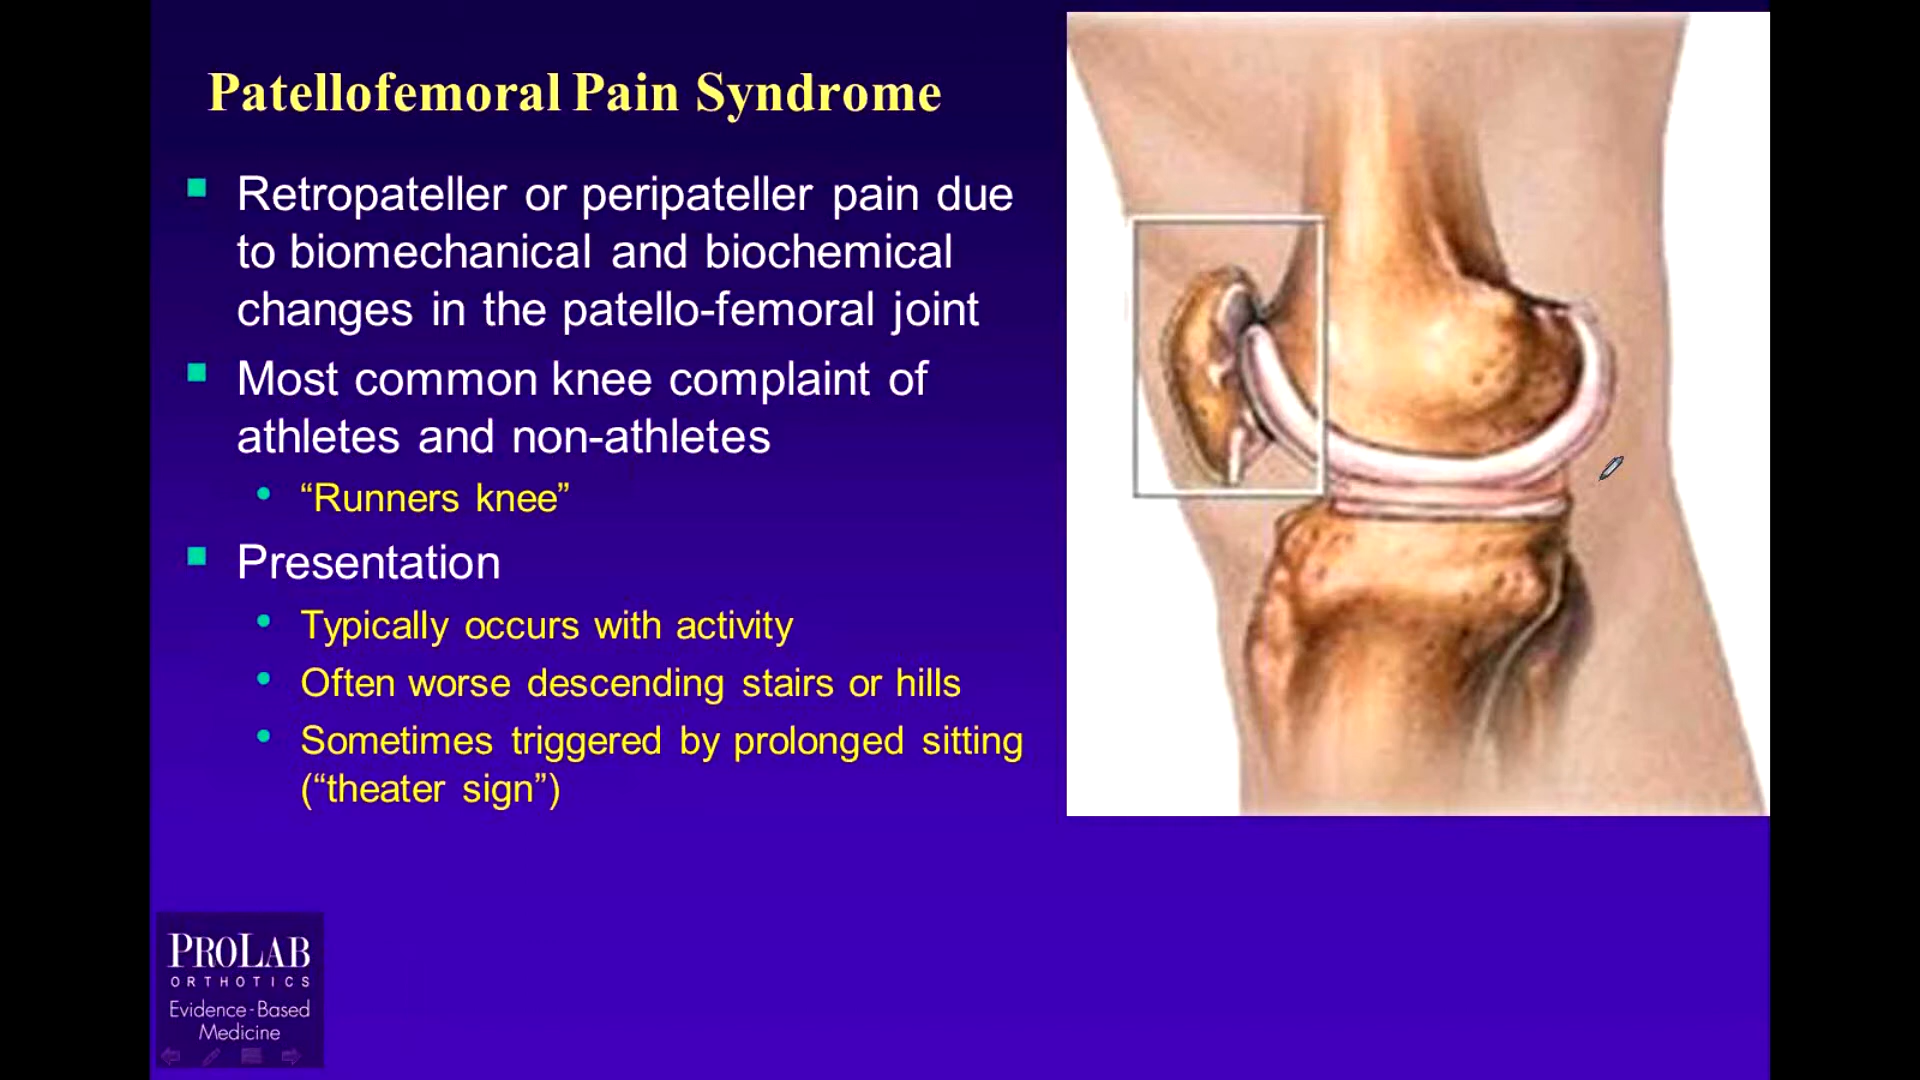 Patellofemoral Pain Syndrome
Retropateller or peripateller pain due
to biomechanical and biochemical
changes in the patello-femoral joint
Most common knee complaint of
athletes and non-athletes
“Runners knee”
Presentation
Typically occurs with activity
Often worse descending stairs or hills
Sometimes triggered by prolonged sitting
(“theater sign”)
PROLAB
ORTHOTICS
Evidence-Based
Medicine